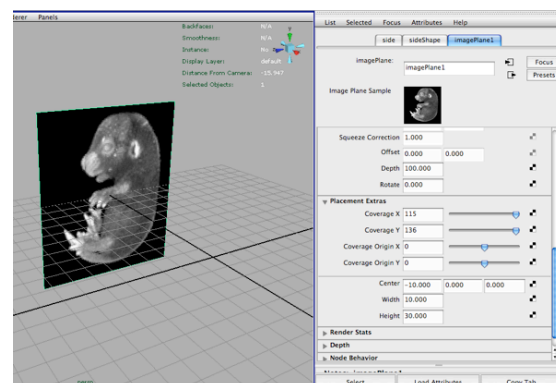 Panels
Backfaces: N/A
Smoothness: N/A
Instance: No
Display Layer: default
Distance From Camera: -15.947
Selected Objects: 1
persp
List Selected Focus Attributes Help
side sideShape imagePlane1
imagePlane: imagePlane1
Focus
Presets
Image Plane Sample
Squeeze Correction 1.000
Offset 0.000 0.000
Depth 100.000
Rotate 0.000
Placement Extras
Coverage X 115
Coverage Y 136
Coverage Origin X 0
Coverage Origin Y 0
Center -10.000 0.000 0.000
Width 10.000
Height 30.000
Render Stats
Depth
Node Behavior
Notes: imagePlane1
Select Load Attributes Copy Tab